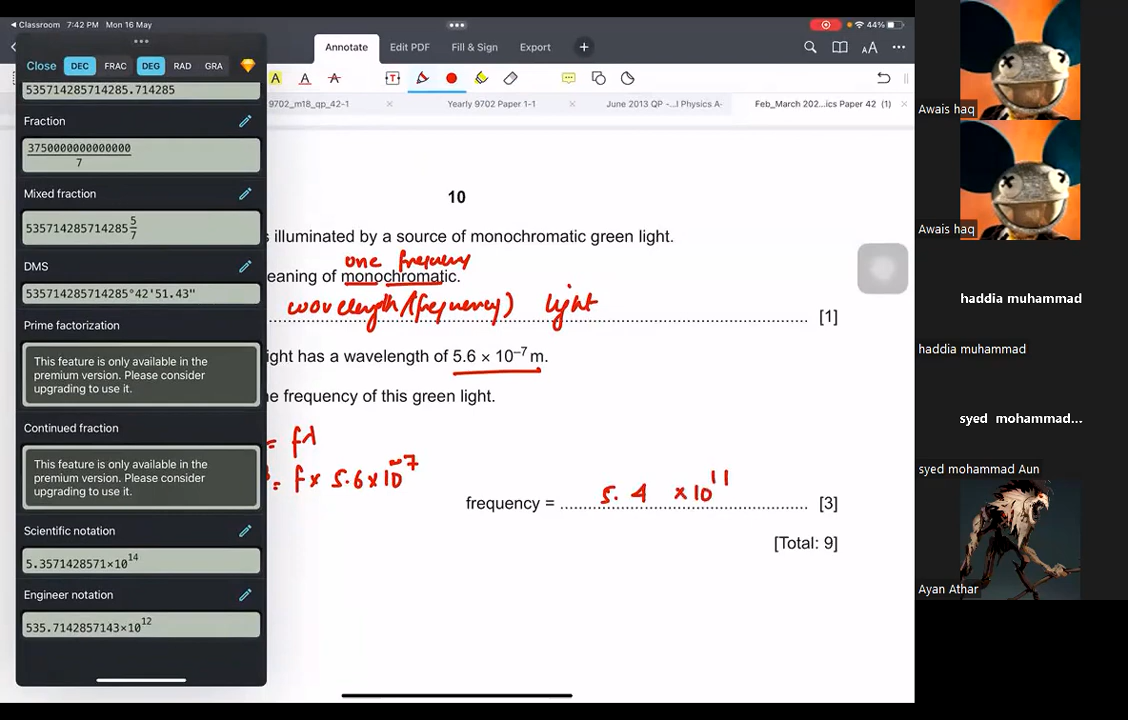 Classroom 7:42 PM Mon 16 May
44%
Annotate Edit PDF Fill & Sign Export
Close DEC FRAC DEG RAD GRA
9702_m18_qp_42-1 Yearly 9702 Paper 1-1 June 2013 QP - ...l Physics A- Feb_March 202...ics Paper 42 (1)
535714285714285.714285
Fraction
3750000000000000
7
Mixed fraction
535714285714285 5/7
DMS
535714285714285°42'51.43"
Prime factorization
This feature is only available in the
premium version. Please consider
upgrading to use it.
Continued fraction
This feature is only available in the
premium version. Please consider
upgrading to use it.
Scientific notation
5.3571428571×10^14
Engineer notation
535.7142857143×10^12
10
s illuminated by a source of monochromatic green light.
one frequency
eaning of monochromatic.
wavelength/(frequency) light
[1]
ight has a wavelength of 5.6 × 10⁻⁷ m.
e frequency of this green light.
= fλ
= f × 5.6×10⁻⁷
frequency = 5.4 ×10¹¹ [3]
[Total: 9]
Awais haq
Awais haq
haddia muhammad
haddia muhammad
syed mohammad...
syed mohammad Aun
Ayan Athar